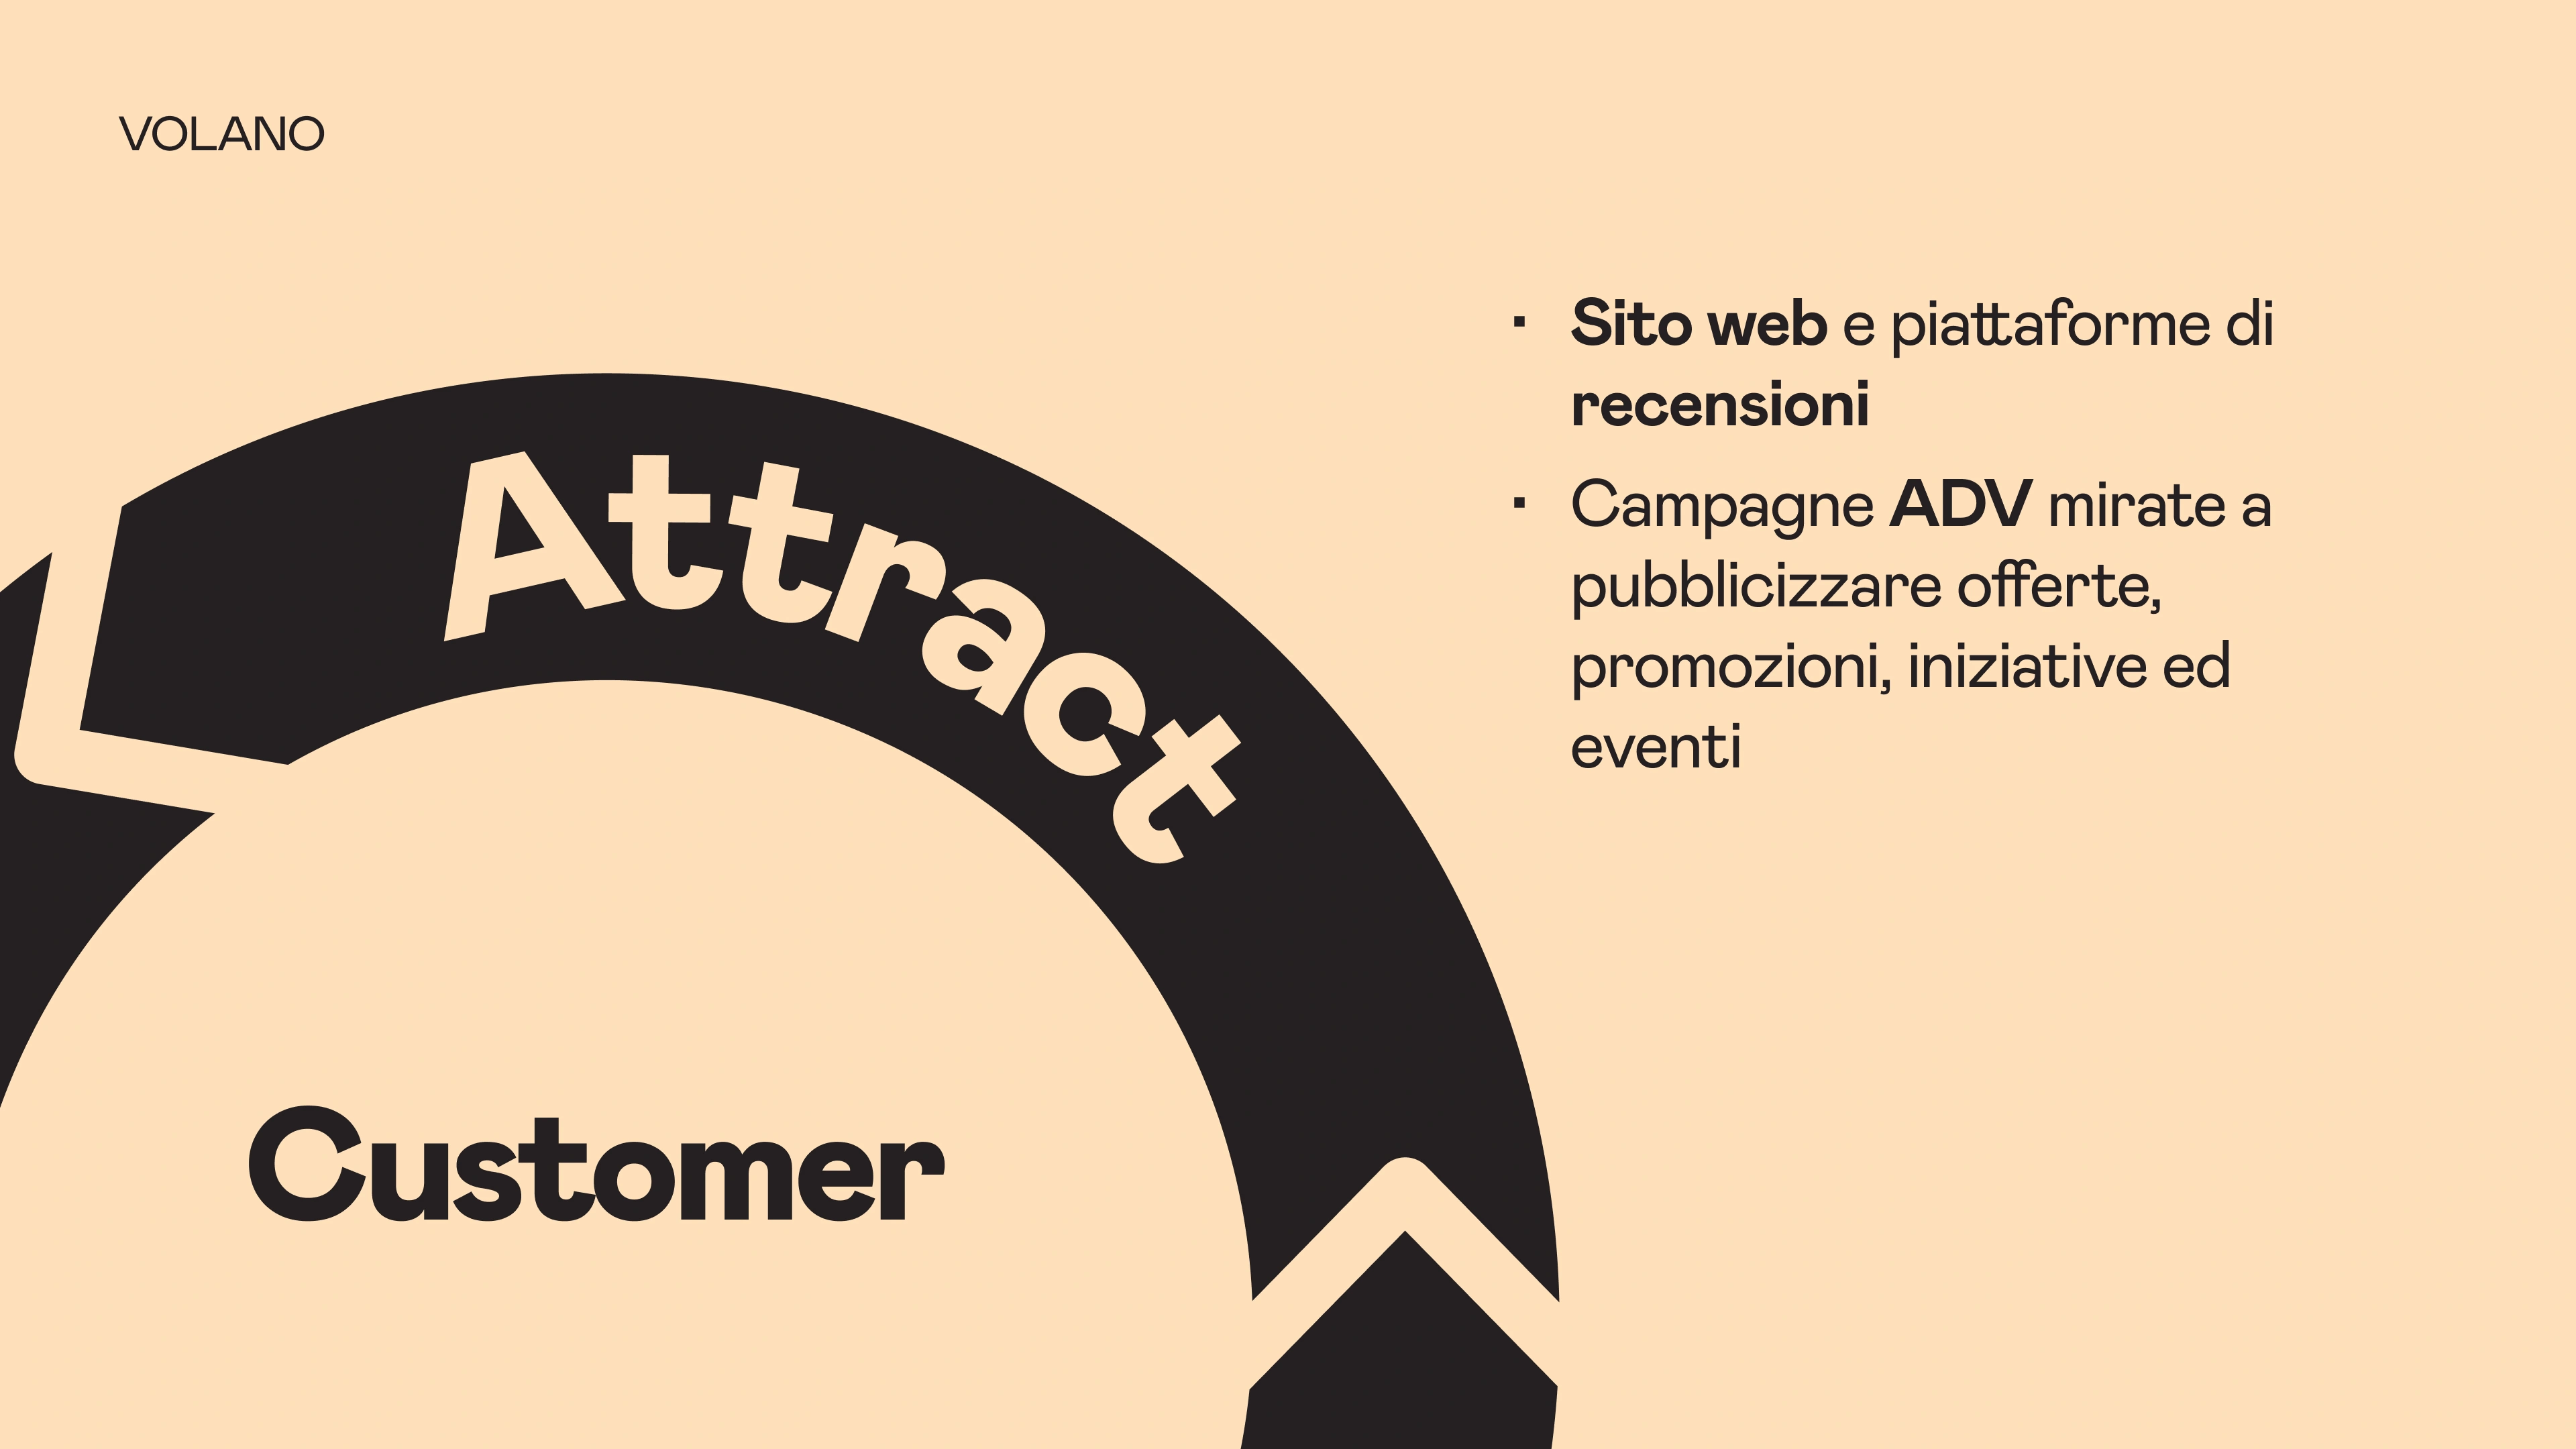 VOLANO
Attract
Customer
▪ Sito web e piattaforme di
recensioni
▪ Campagne ADV mirate a
pubblicizzare offerte,
promozioni, iniziative ed
eventi